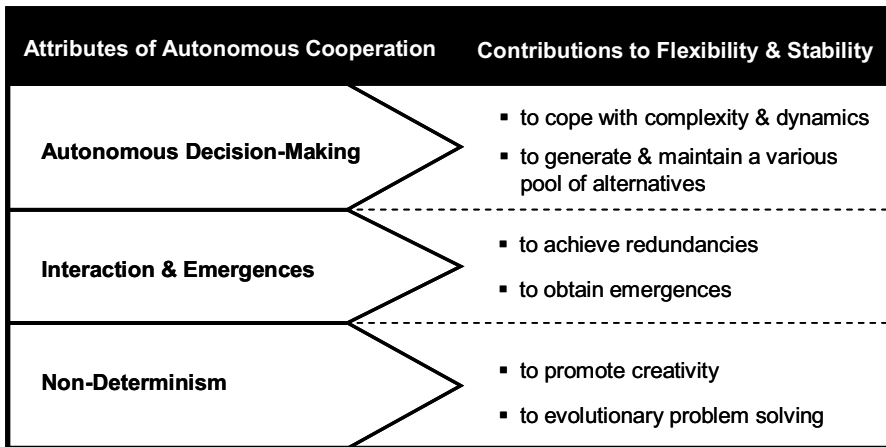 Attributes of Autonomous Cooperation
Contributions to Flexibility & Stability
Autonomous Decision-Making
▪ to cope with complexity & dynamics
▪ to generate & maintain a various
pool of alternatives
Interaction & Emergences
▪ to achieve redundancies
▪ to obtain emergences
Non-Determinism
▪ to promote creativity
▪ to evolutionary problem solving